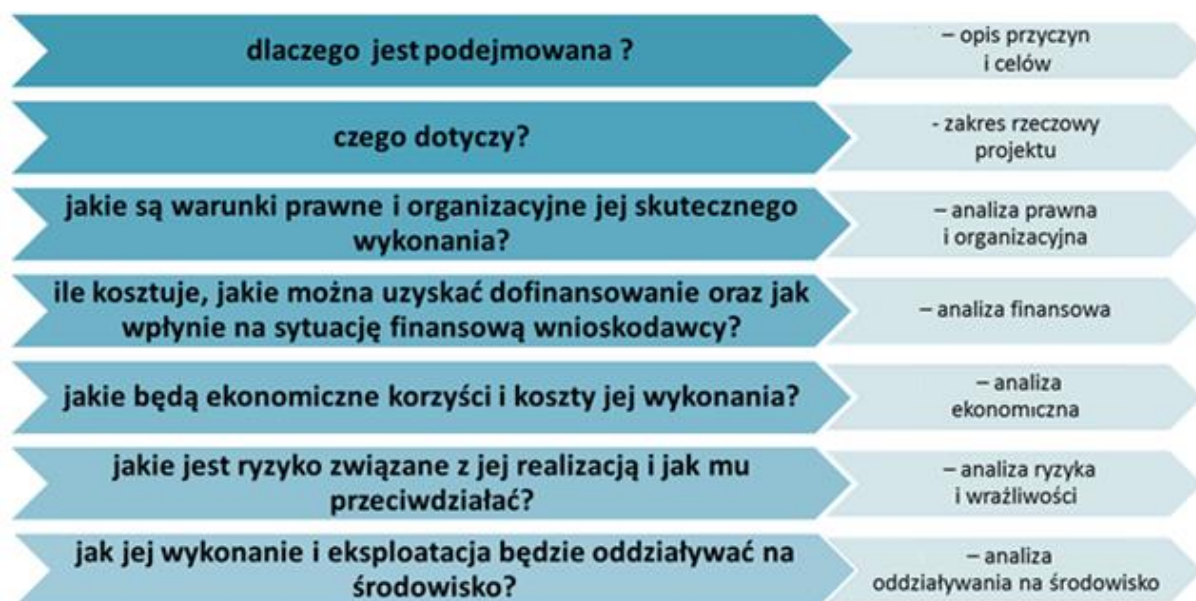 dlaczego jest podejmowana ?
– opis przyczyn
i celów
czego dotyczy?
- zakres rzeczowy
projektu
jakie są warunki prawne i organizacyjne jej skutecznego
wykonania?
– analiza prawna
i organizacyjna
ile kosztuje, jakie można uzyskać dofinansowanie oraz jak
wpłynie na sytuację finansową wnioskodawcy?
– analiza finansowa
jakie będą ekonomiczne korzyści i koszty jej wykonania?
– analiza
ekonomiczna
jakie jest ryzyko związane z jej realizacją i jak mu
przeciwdziałać?
– analiza ryzyka
i wrażliwości
jak jej wykonanie i eksploatacja będzie oddziaływać na
środowisko?
– analiza
oddziaływania na środowisko